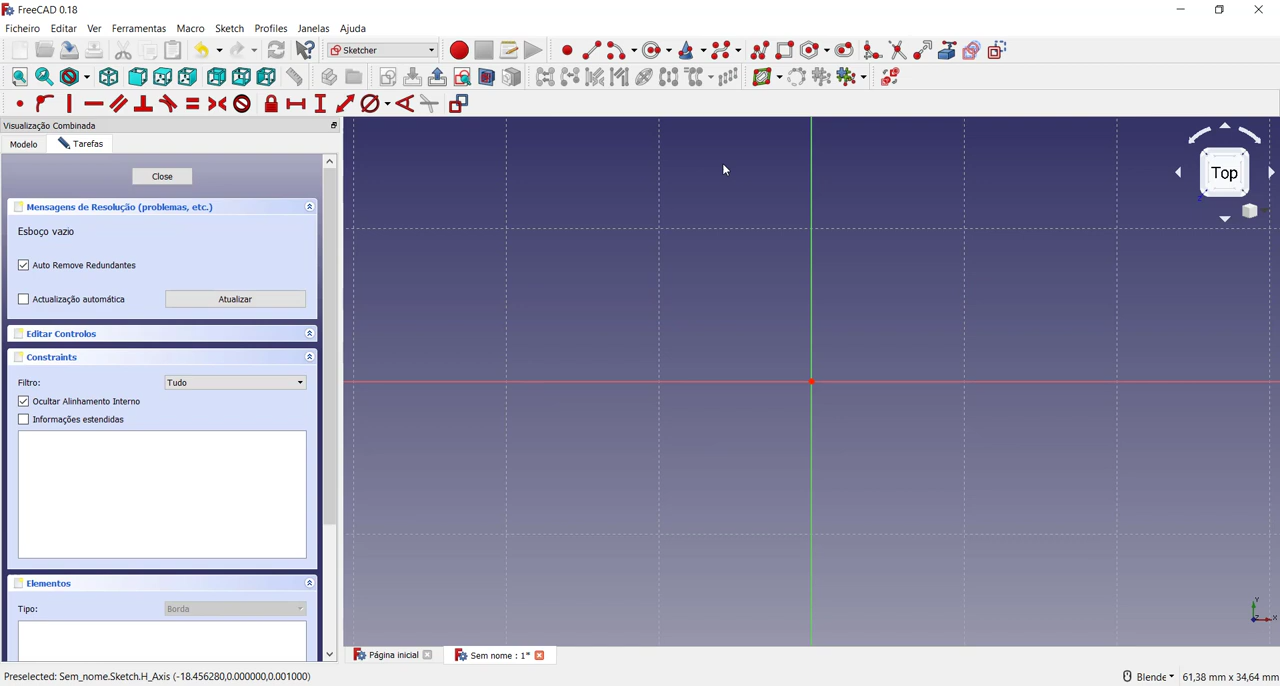 FreeCAD 0.18
Ficheiro Editar Ver Ferramentas Macro Sketch Profiles Janelas Ajuda
Sketcher
Visualização Combinada
Modelo Tarefas
Close
Mensagens de Resolução (problemas, etc.)
Esboço vazio
Auto Remove Redundantes
Actualização automática Atualizar
Editar Controlos
Constraints
Filtro: Tudo
Ocultar Alinhamento Interno
Informações estendidas
Elementos
Tipo: Borda
Top
Z
Y
Z X
Página inicial Sem nome : 1*
Preselected: Sem_nome.Sketch.H_Axis (-18.456280,0.000000,0.001000) Blende 61,38 mm x 34,64 mm